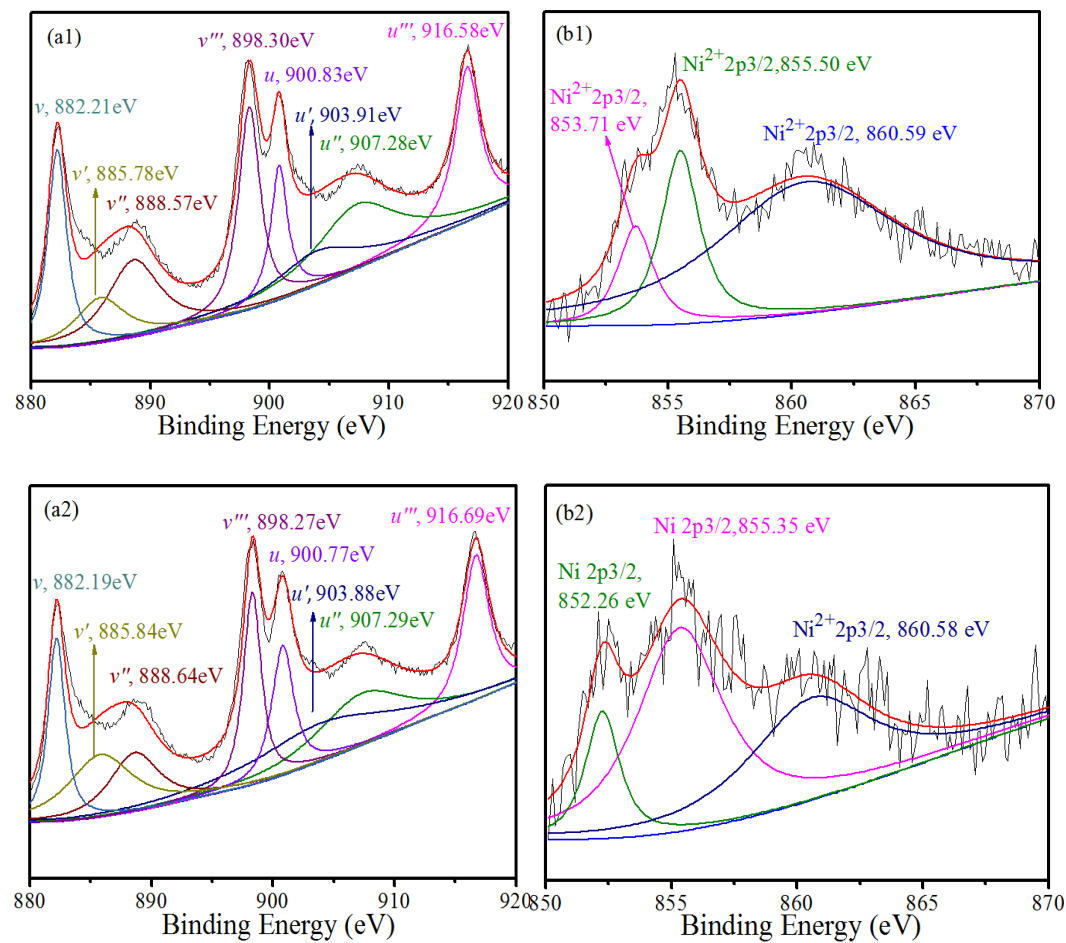 (a1)
v, 882.21eV
v', 885.78eV
v'', 888.57eV
v''', 898.30eV
u, 900.83eV
u', 903.91eV
u'', 907.28eV
u''', 916.58eV
880 890 900 910 920
Binding Energy (eV)
(b1)
Ni2+2p3/2,
853.71 eV
Ni2+2p3/2,855.50 eV
Ni2+2p3/2, 860.59 eV
850 855 860 865 870
Binding Energy (eV)
(a2)
v, 882.19eV
v', 885.84eV
v'', 888.64eV
v''', 898.27eV
u, 900.77eV
u', 903.88eV
u'', 907.29eV
u''', 916.69eV
880 890 900 910 920
Binding Energy (eV)
(b2)
Ni 2p3/2,
852.26 eV
Ni 2p3/2,855.35 eV
Ni2+2p3/2, 860.58 eV
850 855 860 865 870
Binding Energy (eV)